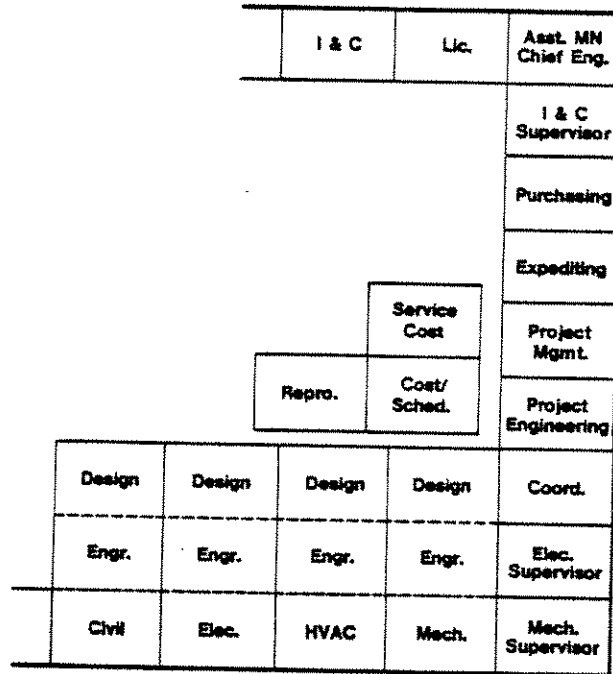 I & C
Lic.
Asst. MN
Chief Eng.
I & C
Supervisor
Purchasing
Expediting
Service
Cost
Project
Mgmt.
Repro.
Cost/
Sched.
Project
Engineering
Design
Design
Design
Design
Coord.
Engr.
Engr.
Engr.
Engr.
Elec.
Supervisor
Civil
Elec.
HVAC
Mech.
Mech.
Supervisor